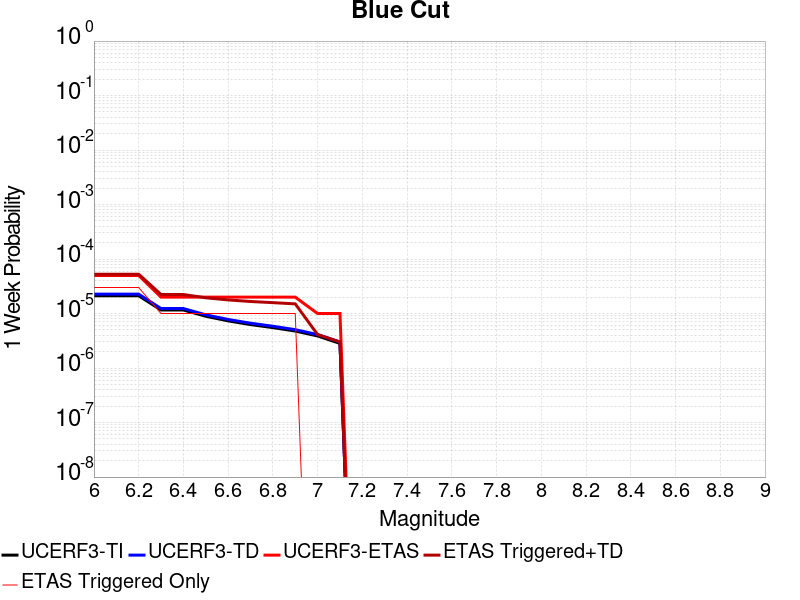 Blue Cut
10^0
10^-1
10^-2
10^-3
10^-4
10^-5
10^-6
10^-7
10^-8
1 Week Probability
6 6.2 6.4 6.6 6.8 7 7.2 7.4 7.6 7.8 8 8.2 8.4 8.6 8.8 9
Magnitude
UCERF3-TI UCERF3-TD UCERF3-ETAS ETAS Triggered+TD
ETAS Triggered Only